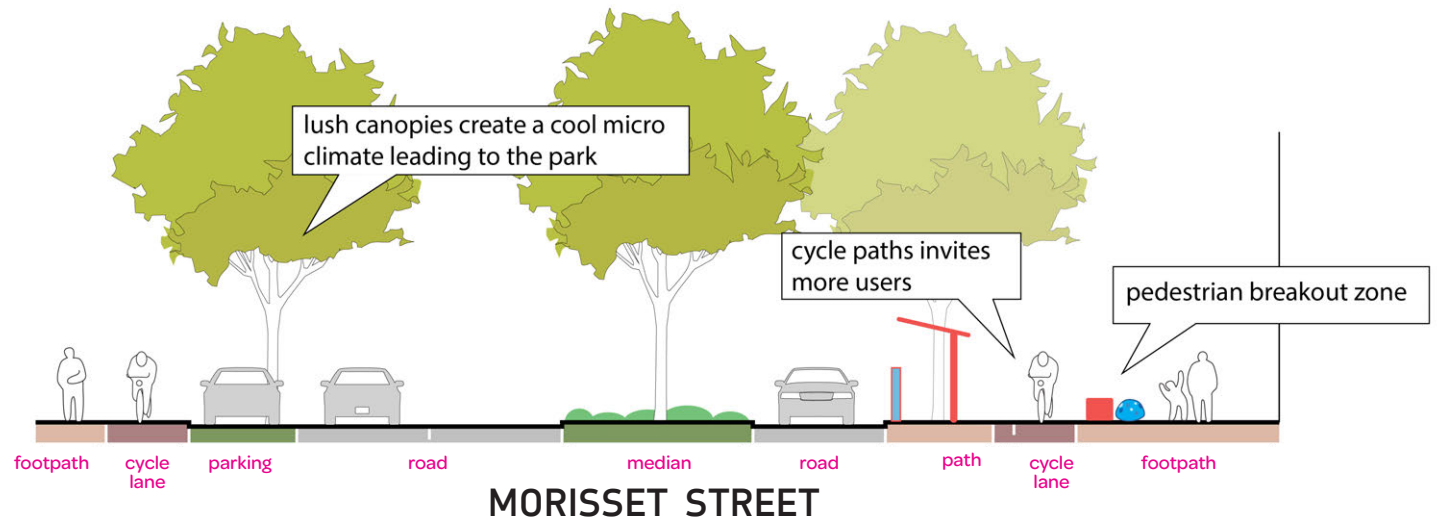 lush canopies create a cool micro
climate leading to the park
cycle paths invites
more users
pedestrian breakout zone
footpath
cycle
lane
parking
road
median
road
path
cycle
lane
footpath
MORISSET STREET